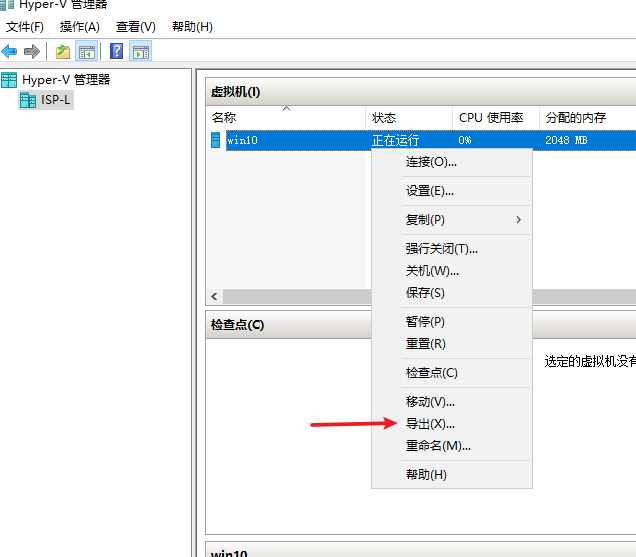 Hyper-V 管理器
文件(F) 操作(A) 查看(V) 帮助(H)
Hyper-V 管理器
ISP-L
虚拟机(I)
名称 状态 CPU 使用率 分配的内存
win10 正在运行 0% 2048 MB
连接(O)...
设置(E)...
复制(P)
强行关闭(T)...
关机(W)...
保存(S)
暂停(P)
重置(R)
检查点(C)
移动(V)...
导出(X)...
重命名(M)...
帮助(H)
检查点(C)
选定的虚拟机没有
win10